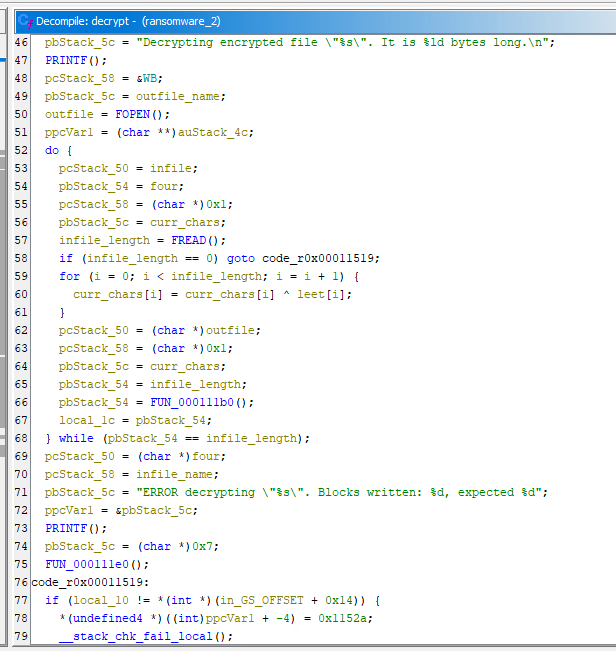 Decompile: decrypt - (ransomware_2)
46 pbStack_5c = "Decrypting encrypted file \"%s\". It is %ld bytes long.\n";
47 PRINTF();
48 pcStack_58 = &WB;
49 pbStack_5c = outfile_name;
50 outfile = FOPEN();
51 ppcVar1 = (char **)auStack_4c;
52 do {
53 pcStack_50 = infile;
54 pbStack_54 = four;
55 pcStack_58 = (char *)0x1;
56 pbStack_5c = curr_chars;
57 infile_length = FREAD();
58 if (infile_length == 0) goto code_r0x00011519;
59 for (i = 0; i < infile_length; i = i + 1) {
60 curr_chars[i] = curr_chars[i] ^ leet[i];
61 }
62 pcStack_50 = (char *)outfile;
63 pcStack_58 = (char *)0x1;
64 pbStack_5c = curr_chars;
65 pbStack_54 = infile_length;
66 pbStack_54 = FUN_000111b0();
67 local_1c = pbStack_54;
68 } while (pbStack_54 == infile_length);
69 pcStack_50 = (char *)four;
70 pcStack_58 = infile_name;
71 pbStack_5c = "ERROR decrypting \"%s\". Blocks written: %d, expected %d";
72 ppcVar1 = &pbStack_5c;
73 PRINTF();
74 pbStack_5c = (char *)0x7;
75 FUN_000111e0();
76 code_r0x00011519:
77 if (local_10 != *(int *)(in_GS_OFFSET + 0x14)) {
78 *(undefined4 *)((int)ppcVar1 + -4) = 0x1152a;
79 __stack_chk_fail_local();